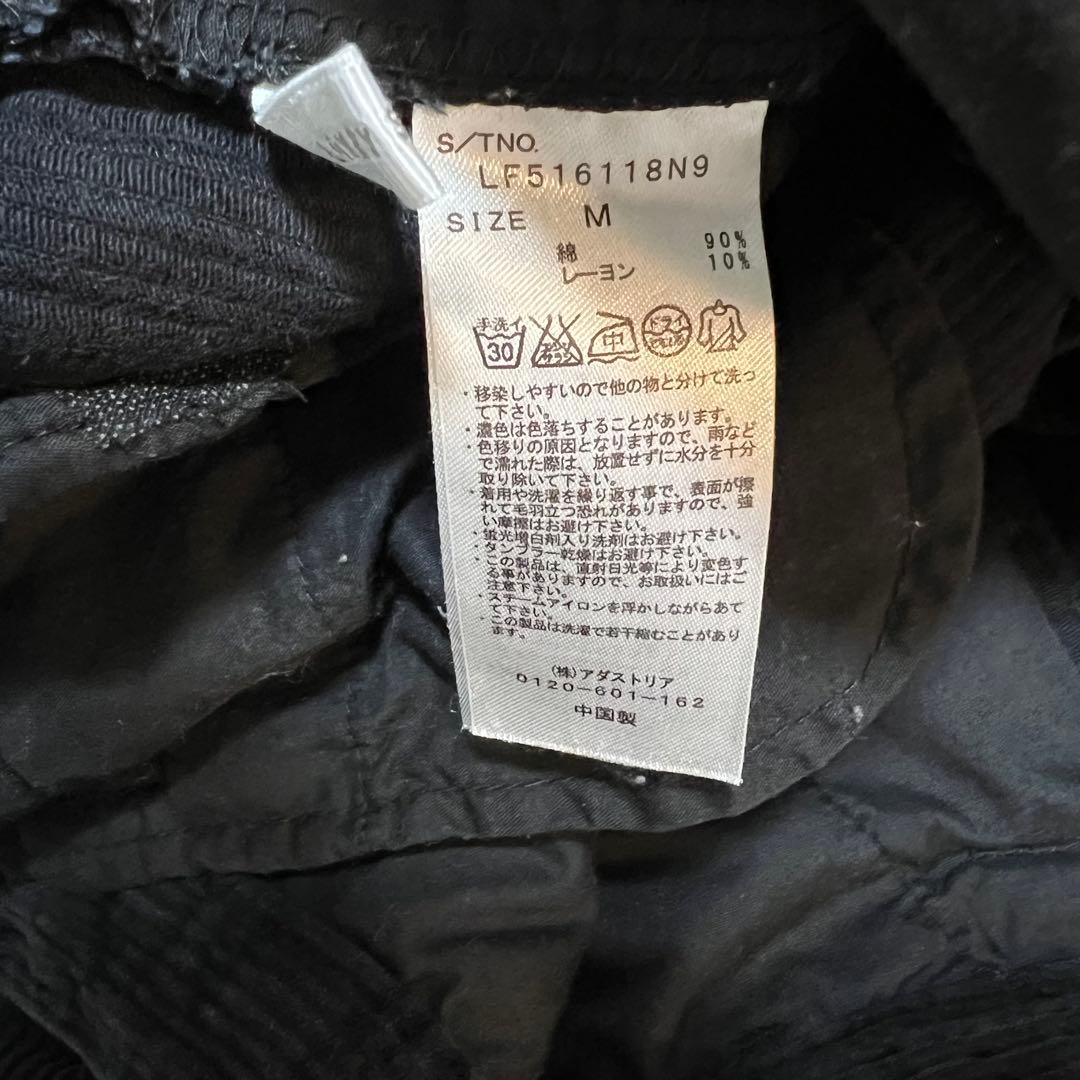 S/TNO.
LF516118N9
SIZE M
綿 90%
レーヨン 10%
手洗イ
30 中 ドライ
・移染しやすいので他の物と分けて洗っ
て下さい。
・濃色は色落ちすることがあります。
・色移りの原因となりますので、雨など
で濡れた際は、放置せずに水分を十分
取り除いて下さい。
・着用や洗濯を繰り返す事で、表面が擦
れて毛羽立つ恐れがありますので、強
い摩擦はお避け下さい。
・蛍光増白剤入り洗剤はお避け下さい。
・タンブラー乾燥はお避け下さい。
・この製品は、直射日光等により変色す
る事がありますので、お取扱いにはご
注意下さい。
・スチームアイロンを浮かしながらあて
て下さい。
・この製品は洗濯で若干縮むことがあり
ます。
(株)アダストリア
0120-601-162
中国製